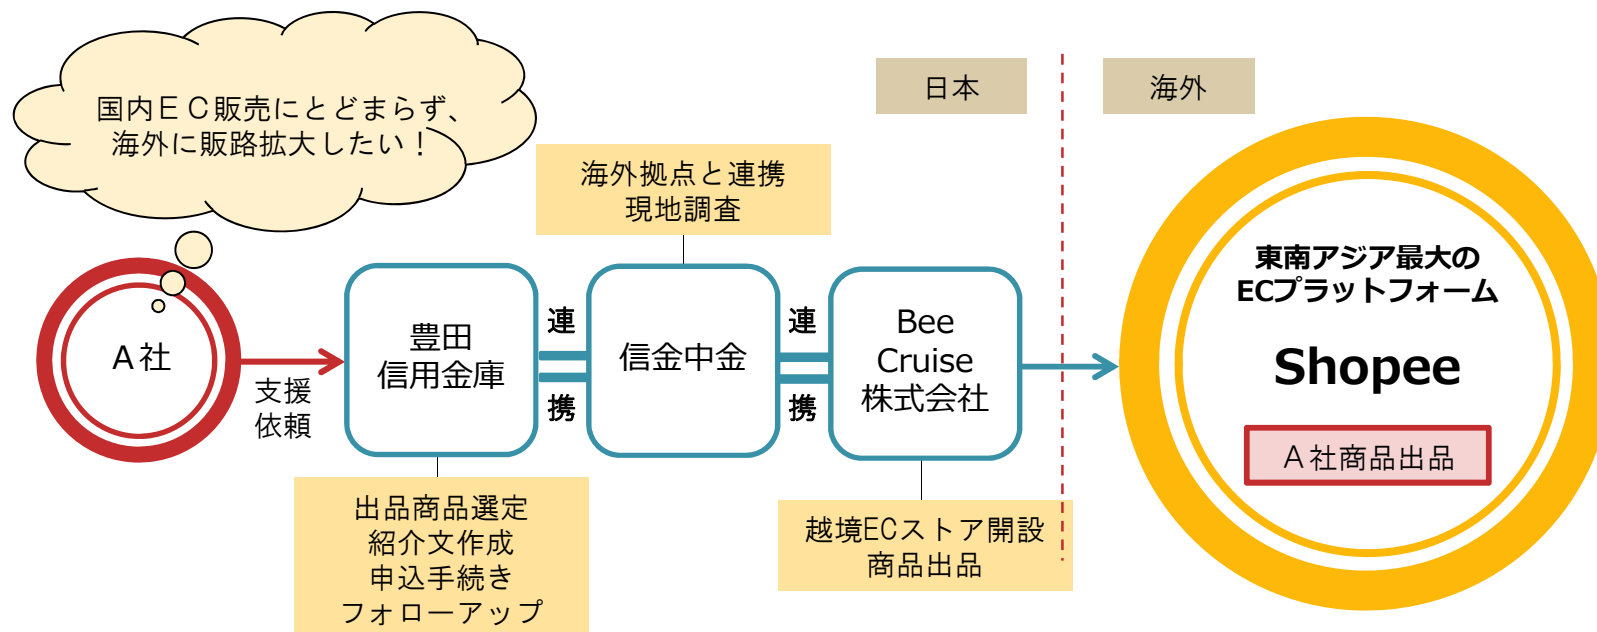 国内ＥＣ販売にとどまらず、
海外に販路拡大したい！
日本
海外
海外拠点と連携
現地調査
Ａ社
支援
依頼
豊田
信用金庫
連
携
信金中金
連
携
Bee
Cruise
株式会社
東南アジア最大の
ECプラットフォーム
Shopee
Ａ社商品出品
出品商品選定
紹介文作成
申込手続き
フォローアップ
越境ECストア開設
商品出品